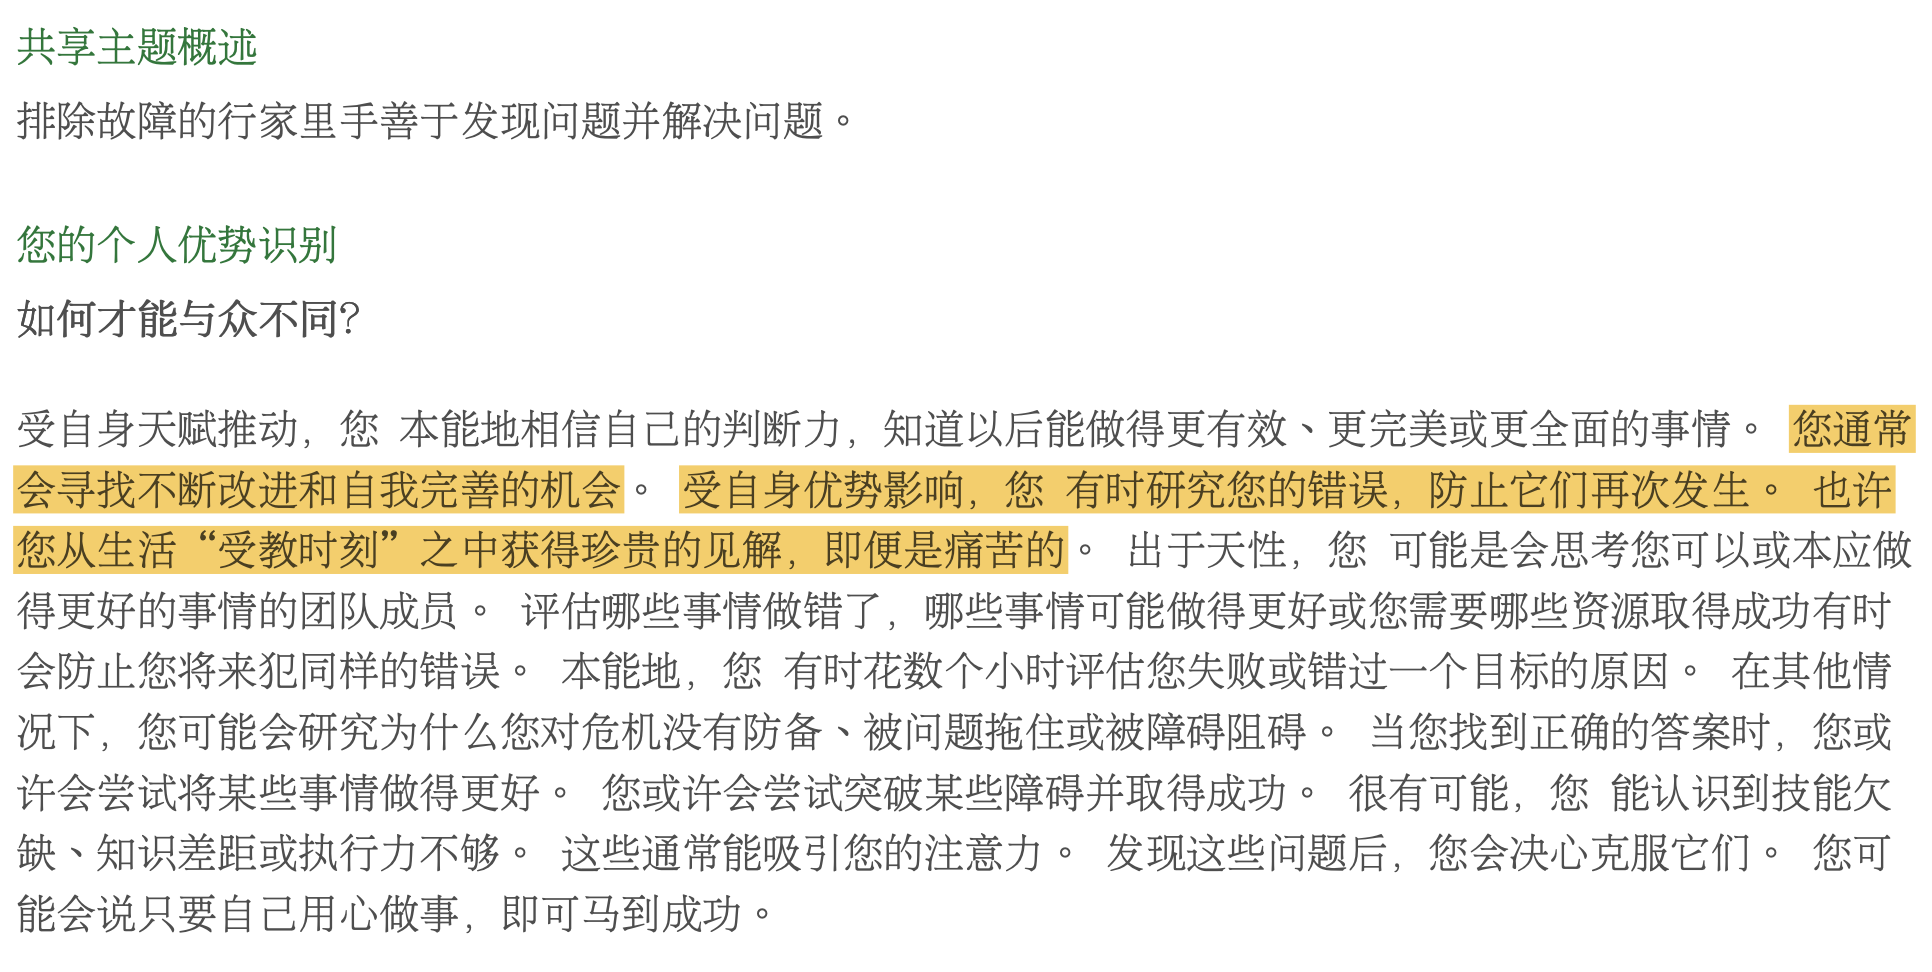 共享主题概述
排除故障的行家里手善于发现问题并解决问题。
您的个人优势识别
如何才能与众不同?
受自身天赋推动，您 本能地相信自己的判断力，知道以后能做得更有效、更完美或更全面的事情。 您通常
会寻找不断改进和自我完善的机会。 受自身优势影响，您 有时研究您的错误，防止它们再次发生。 也许
您从生活“受教时刻”之中获得珍贵的见解，即便是痛苦的。 出于天性，您 可能是会思考您可以或本应做
得更好的事情的团队成员。 评估哪些事情做错了，哪些事情可能做得更好或您需要哪些资源取得成功有时
会防止您将来犯同样的错误。 本能地，您 有时花数个小时评估您失败或错过一个目标的原因。 在其他情
况下，您可能会研究为什么您对危机没有防备、被问题拖住或被障碍阻碍。 当您找到正确的答案时，您或
许会尝试将某些事情做得更好。 您或许会尝试突破某些障碍并取得成功。 很有可能，您 能认识到技能欠
缺、知识差距或执行力不够。 这些通常能吸引您的注意力。 发现这些问题后，您会决心克服它们。 您可
能会说只要自己用心做事，即可马到成功。